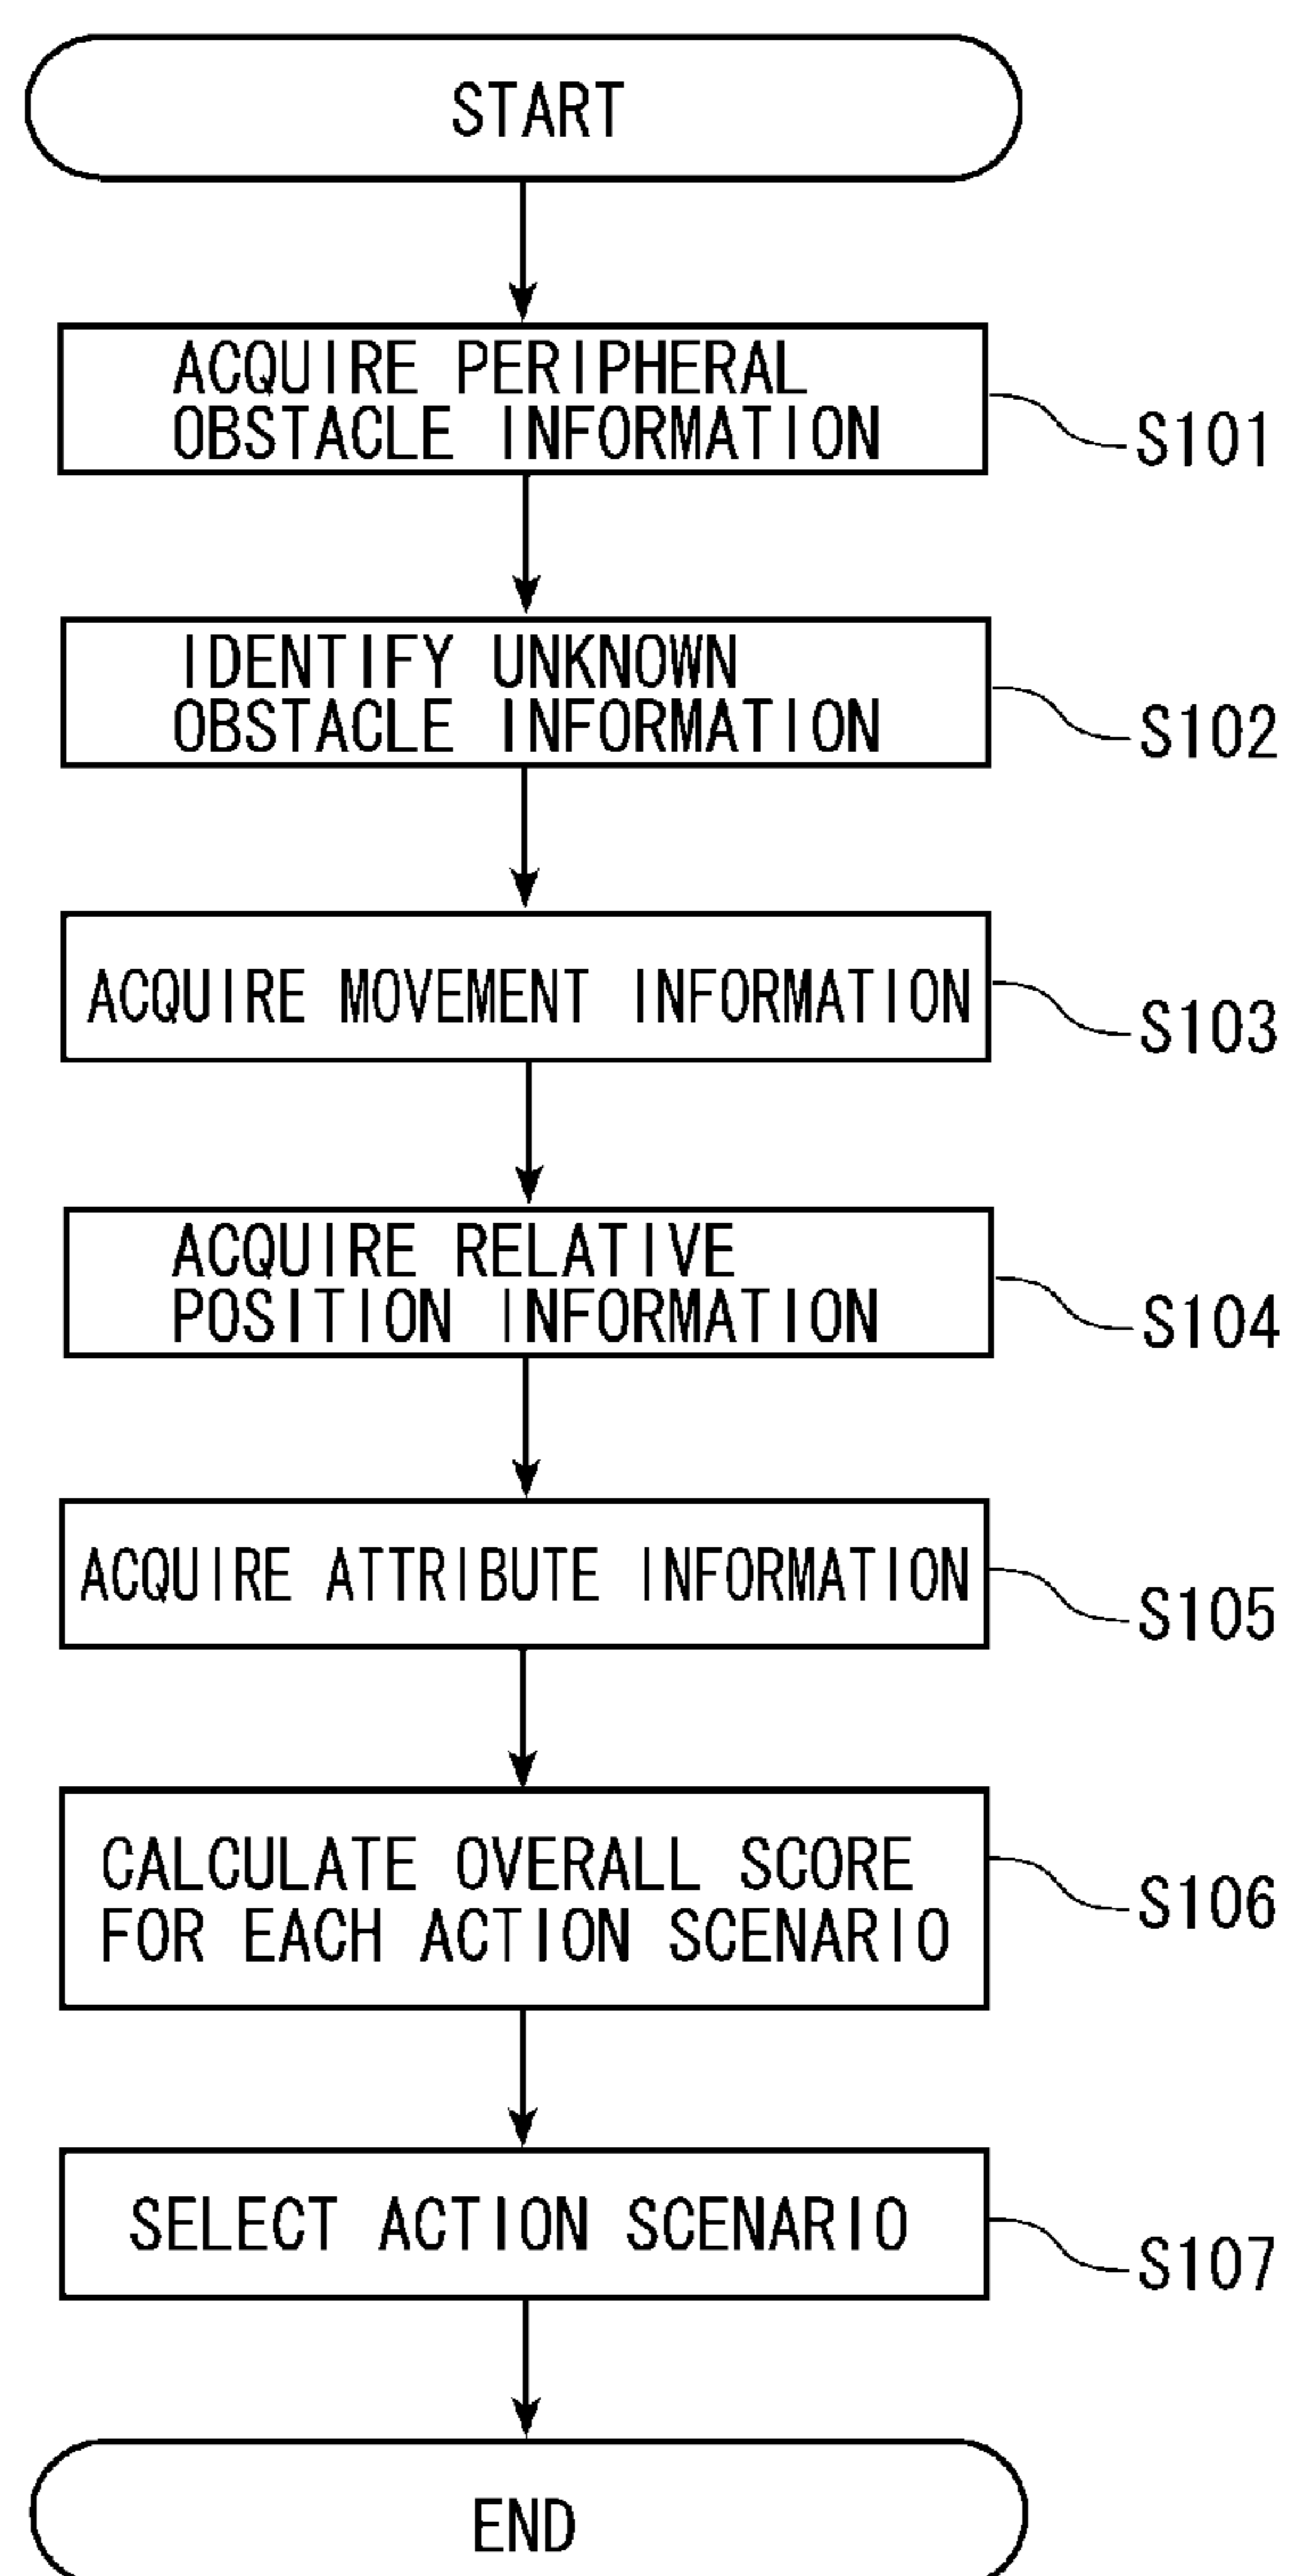 START
ACQUIRE PERIPHERAL
OBSTACLE INFORMATION
S101
IDENTIFY UNKNOWN
OBSTACLE INFORMATION
S102
ACQUIRE MOVEMENT INFORMATION
S103
ACQUIRE RELATIVE
POSITION INFORMATION
S104
ACQUIRE ATTRIBUTE INFORMATION
S105
CALCULATE OVERALL SCORE
FOR EACH ACTION SCENARIO
S106
SELECT ACTION SCENARIO
S107
END